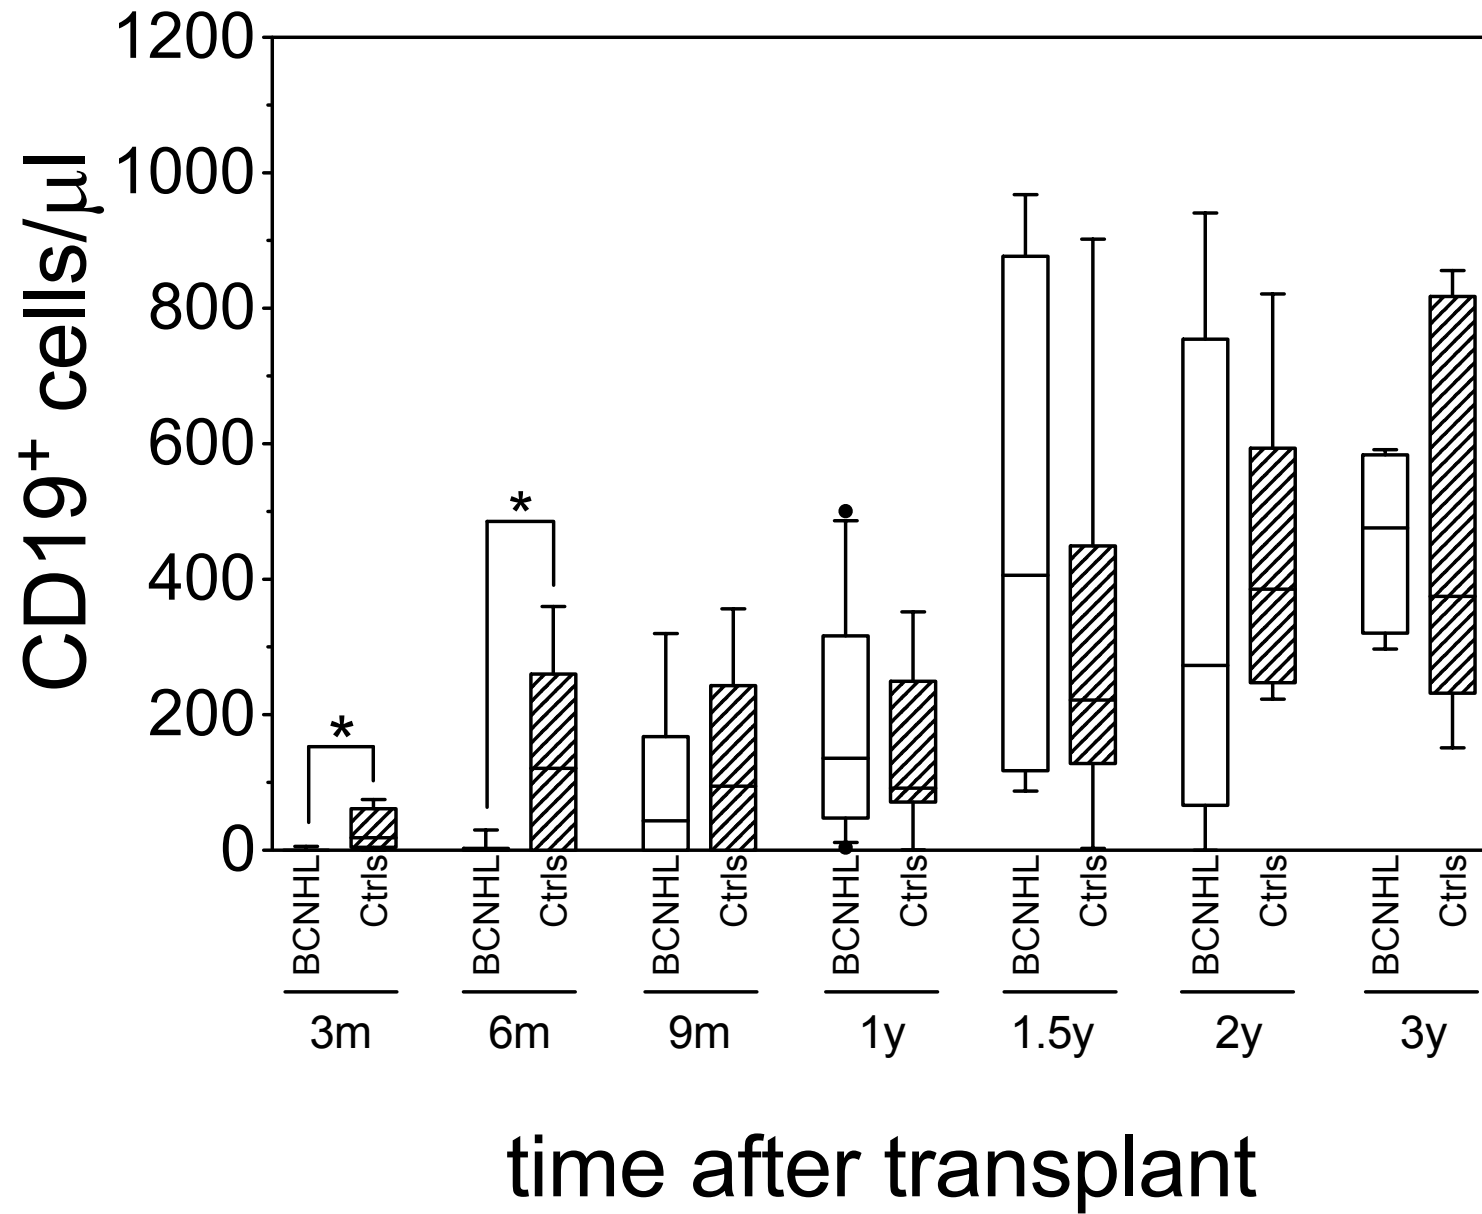 1200
1000
800
600
400
200
0
CD19⁺ cells/µl
*
*
BCNHL Ctrls BCNHL Ctrls BCNHL Ctrls BCNHL Ctrls BCNHL Ctrls BCNHL Ctrls BCNHL Ctrls
3m 6m 9m 1y 1.5y 2y 3y
time after transplant